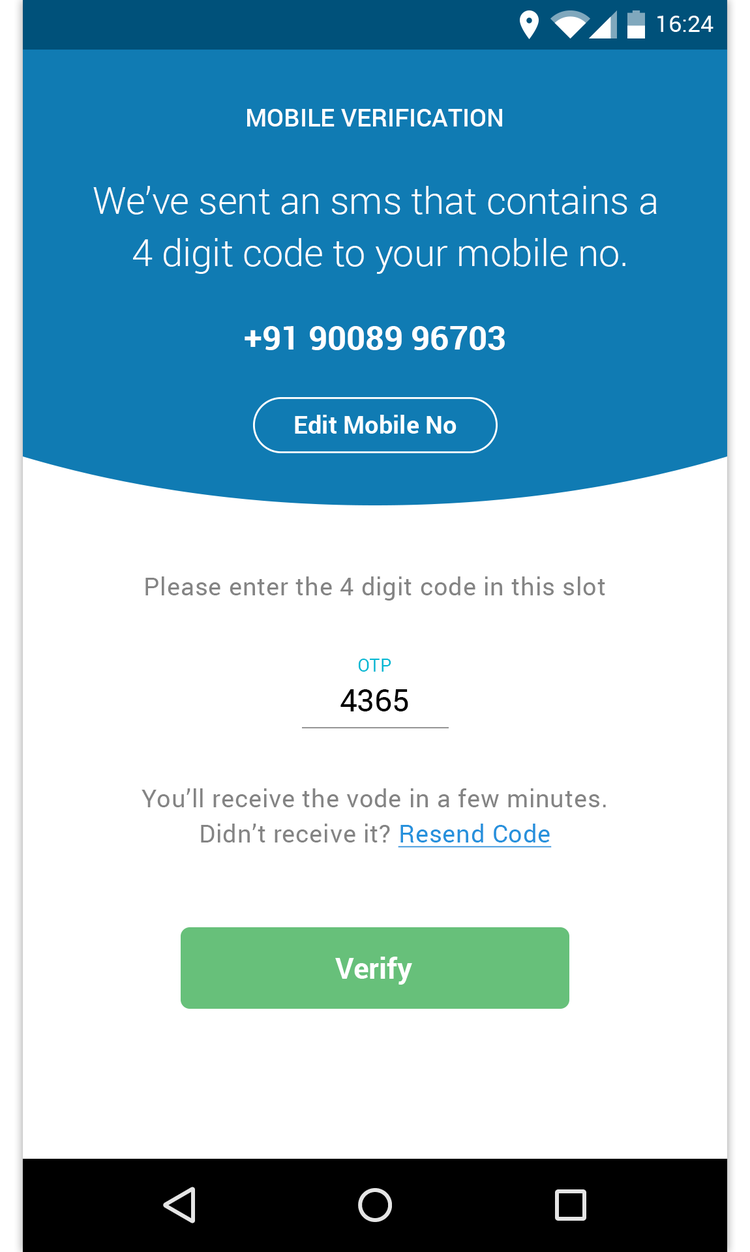 16:24
MOBILE VERIFICATION
We’ve sent an sms that contains a
4 digit code to your mobile no.
+91 90089 96703
Edit Mobile No
Please enter the 4 digit code in this slot
OTP
4365
You’ll receive the vode in a few minutes.
Didn’t receive it? Resend Code
Verify